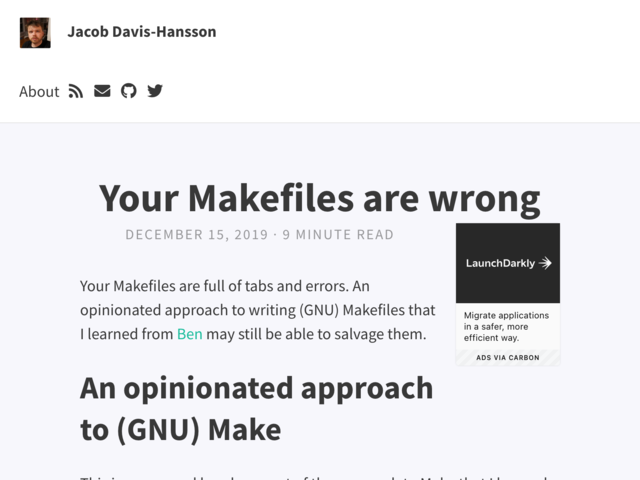 Jacob Davis-Hansson
About
Your Makefiles are wrong
DECEMBER 15, 2019 · 9 MINUTE READ
LaunchDarkly
Migrate applications
in a safer, more
efficient way.
ADS VIA CARBON
Your Makefiles are full of tabs and errors. An
opinionated approach to writing (GNU) Makefiles that
I learned from Ben may still be able to salvage them.
An opinionated approach
to (GNU) Make